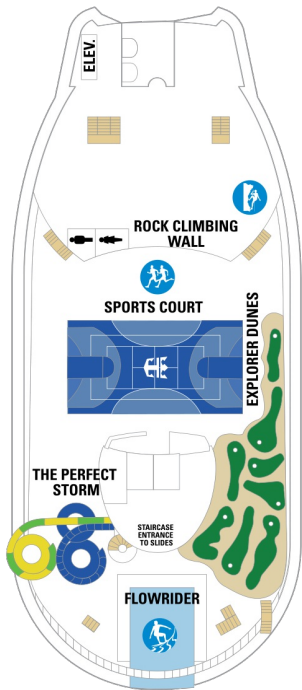 ELEV.
ROCK CLIMBING
WALL
SPORTS COURT
EXPLORER DUNES
THE PERFECT
STORM
STAIRCASE
ENTRANCE
TO SLIDES
FLOWRIDER